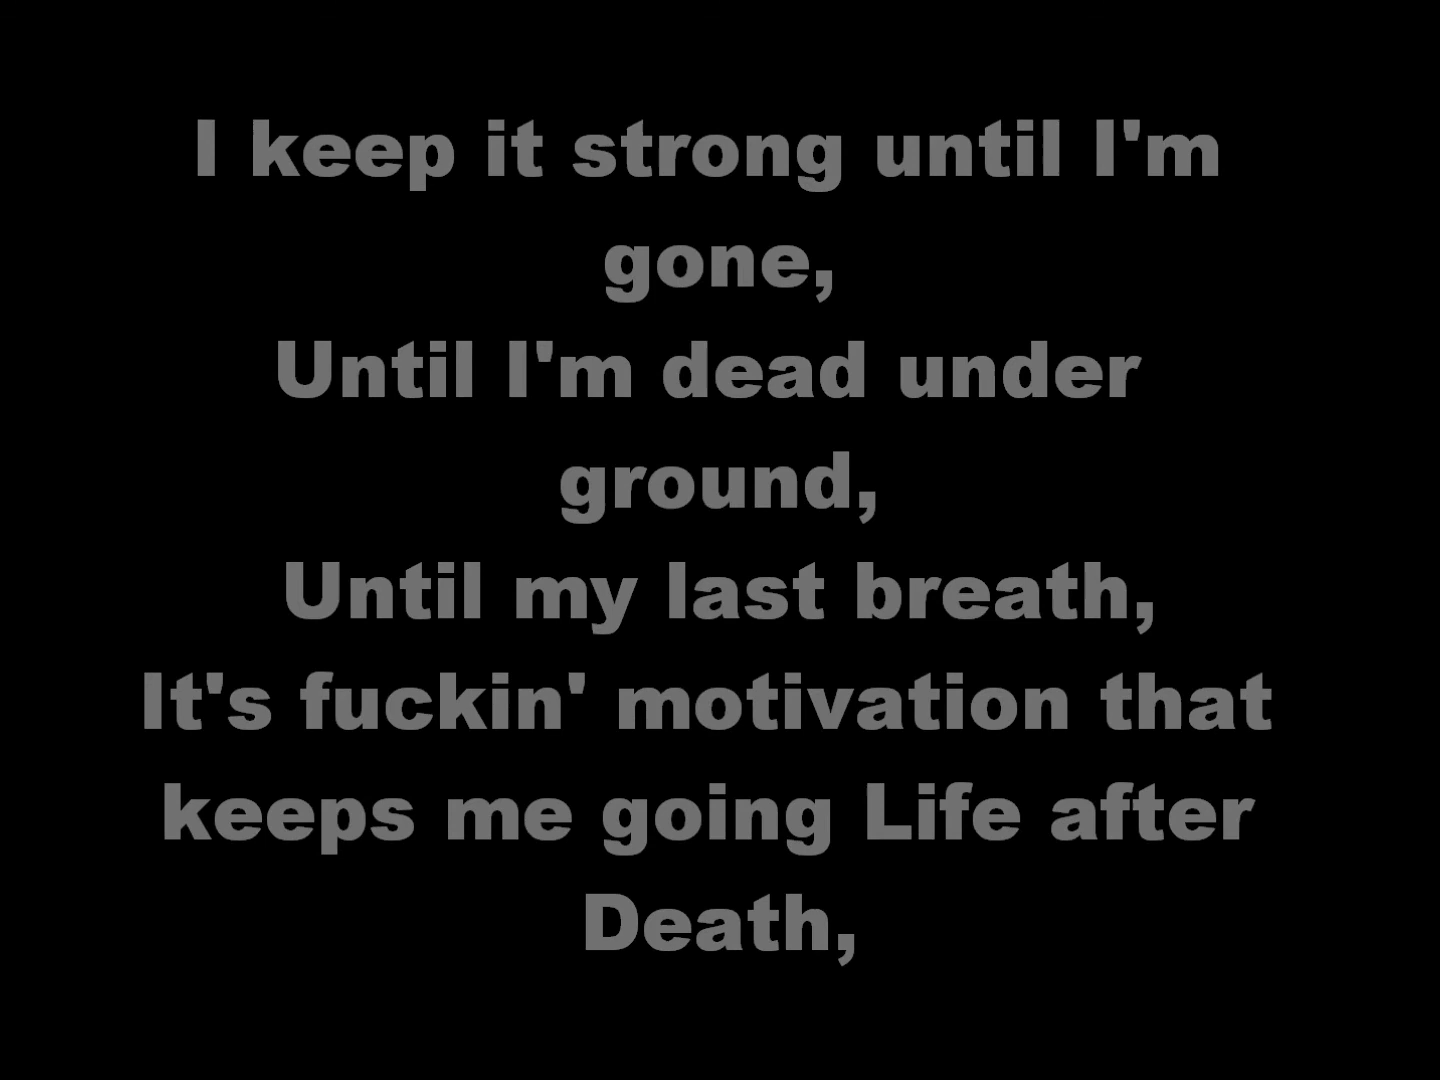 I keep it strong until I'm
gone,
Until I'm dead under
ground,
Until my last breath,
It's fuckin' motivation that
keeps me going Life after
Death,